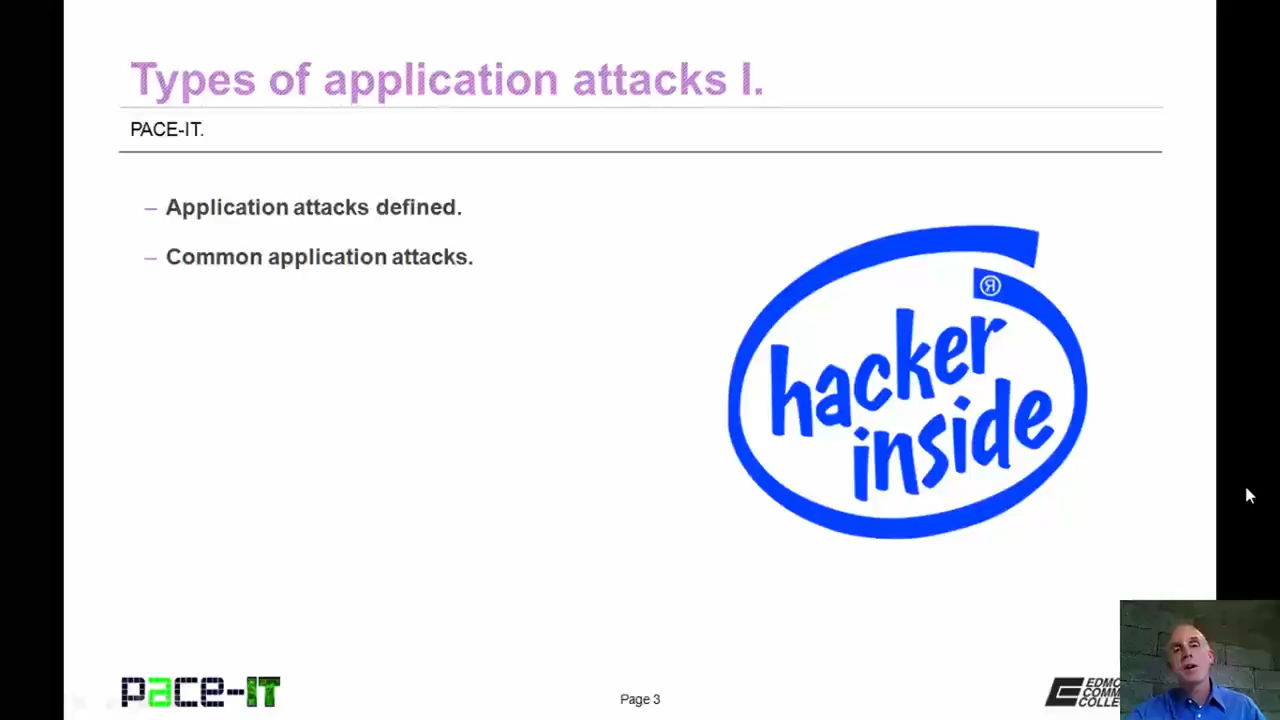 Types of application attacks I.
PACE-IT.
– Application attacks defined.
– Common application attacks.
®
hacker
inside
pace-IT
Page 3